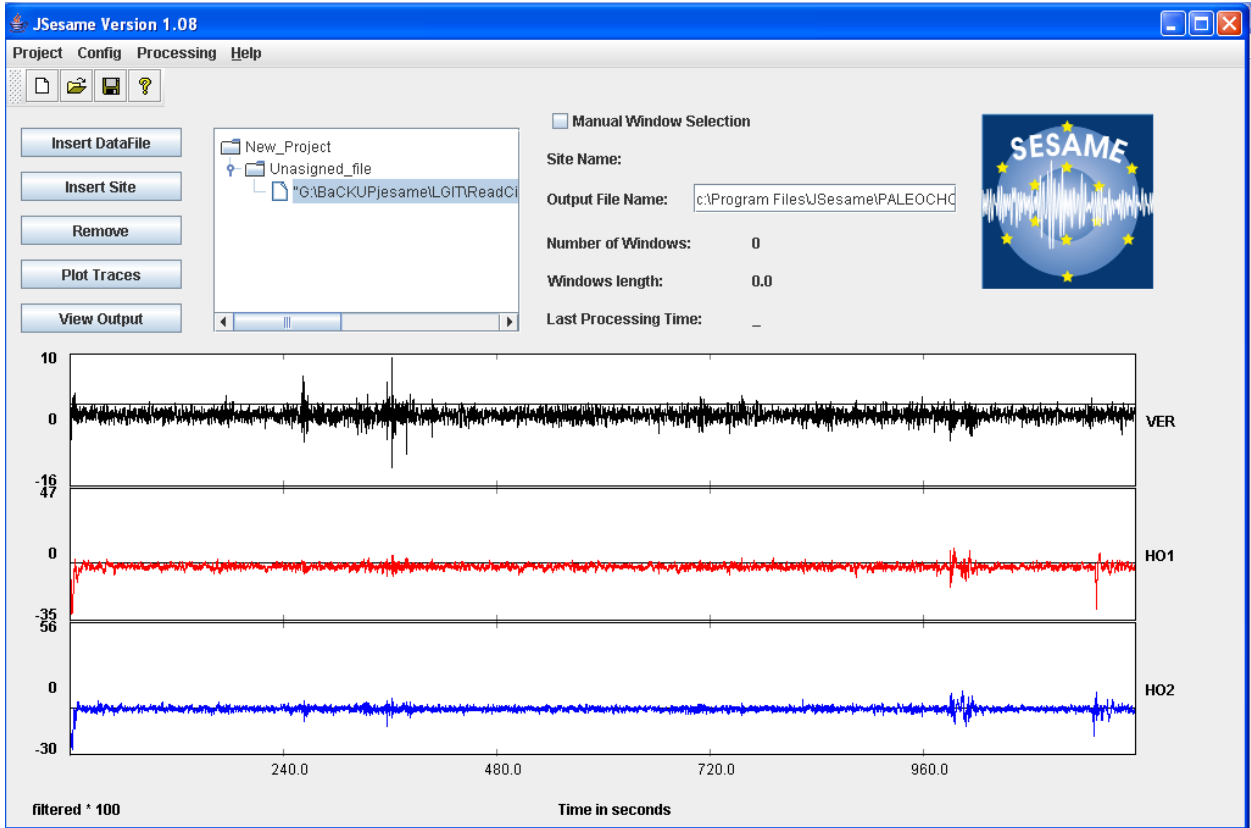 JSesame Version 1.08
Project Config Processing Help
Insert DataFile
Insert Site
Remove
Plot Traces
View Output
New_Project
Unasigned_file
"G:\BaCKUPjesame\LGIT\ReadCi
Manual Window Selection
Site Name:
Output File Name: c:\Program Files\JSesame\PALEOCHO
Number of Windows: 0
Windows length: 0.0
Last Processing Time: _
SESAME
10
0
-16
VER
47
0
-35
HO1
56
0
-30
HO2
240.0 480.0 720.0 960.0
filtered * 100 Time in seconds